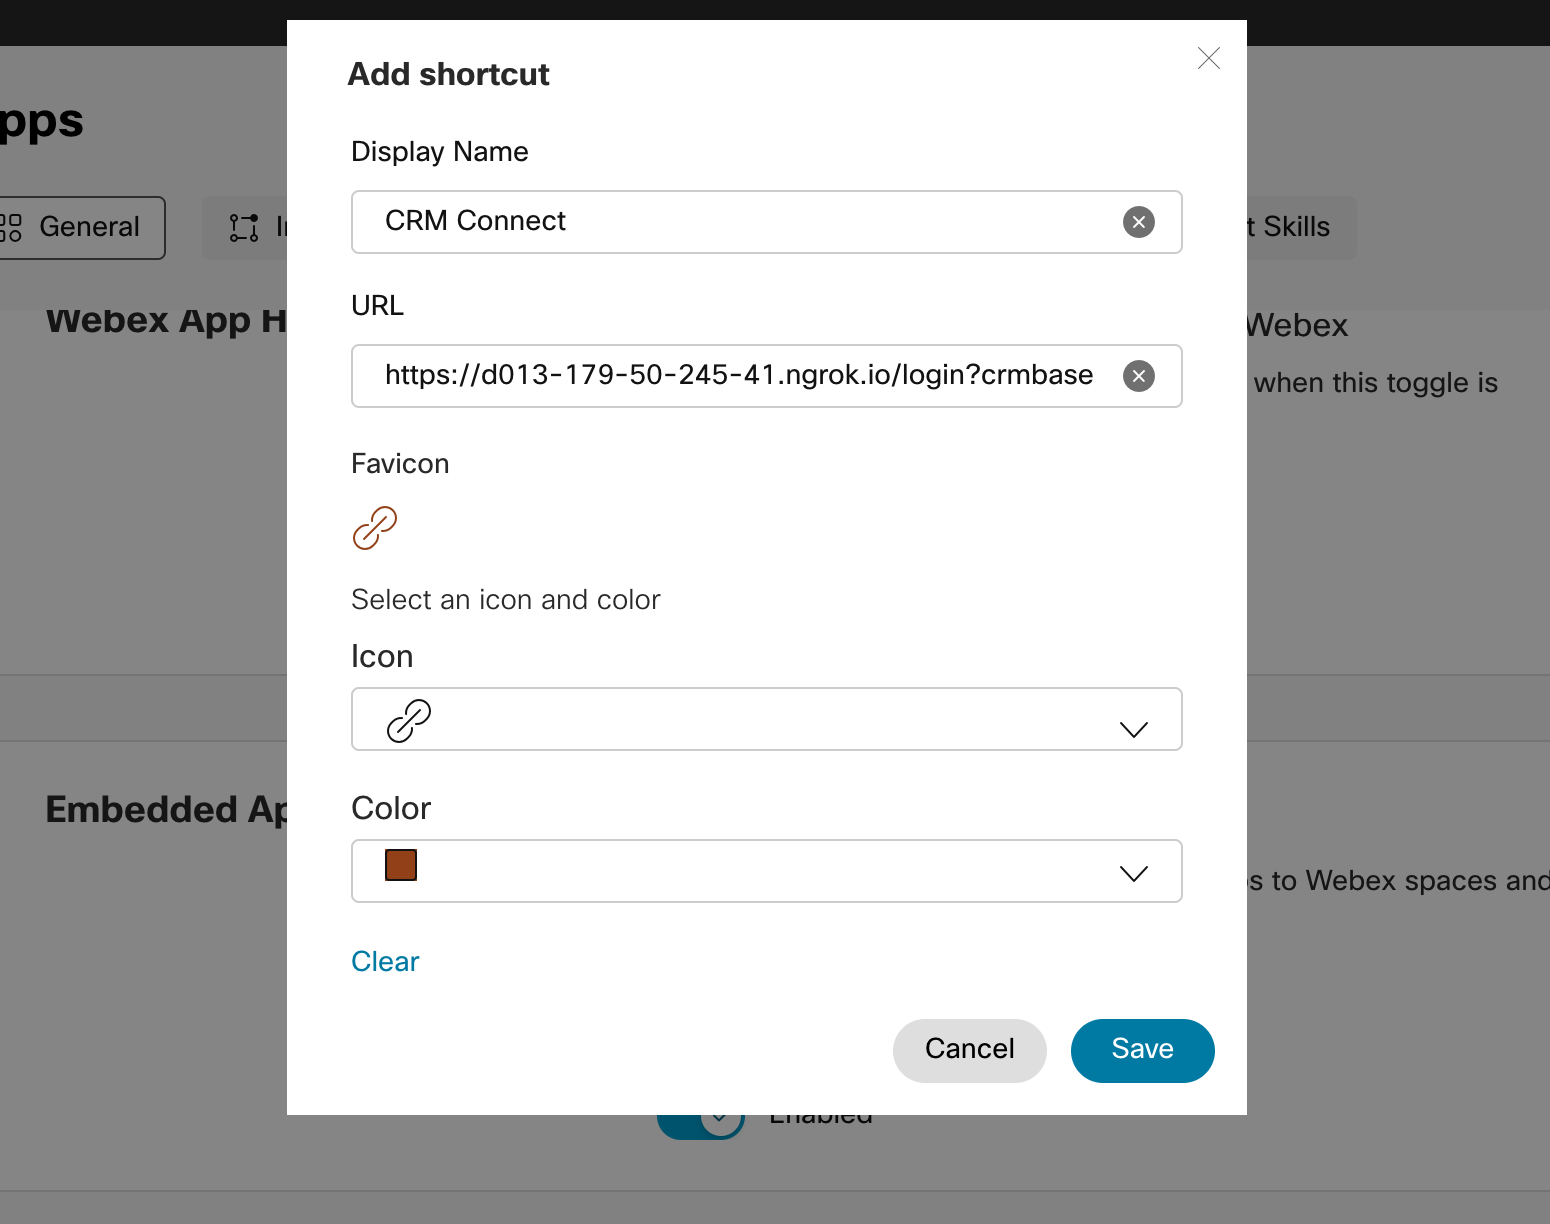 Add shortcut
pps
Display Name
CRM Connect
General
t Skills
URL
Webex App H
Webex
https://d013-179-50-245-41.ngrok.io/login?crmbase
when this toggle is
Favicon
Select an icon and color
Icon
Color
Embedded Ap
s to Webex spaces and
Clear
Cancel
Save
Enabled